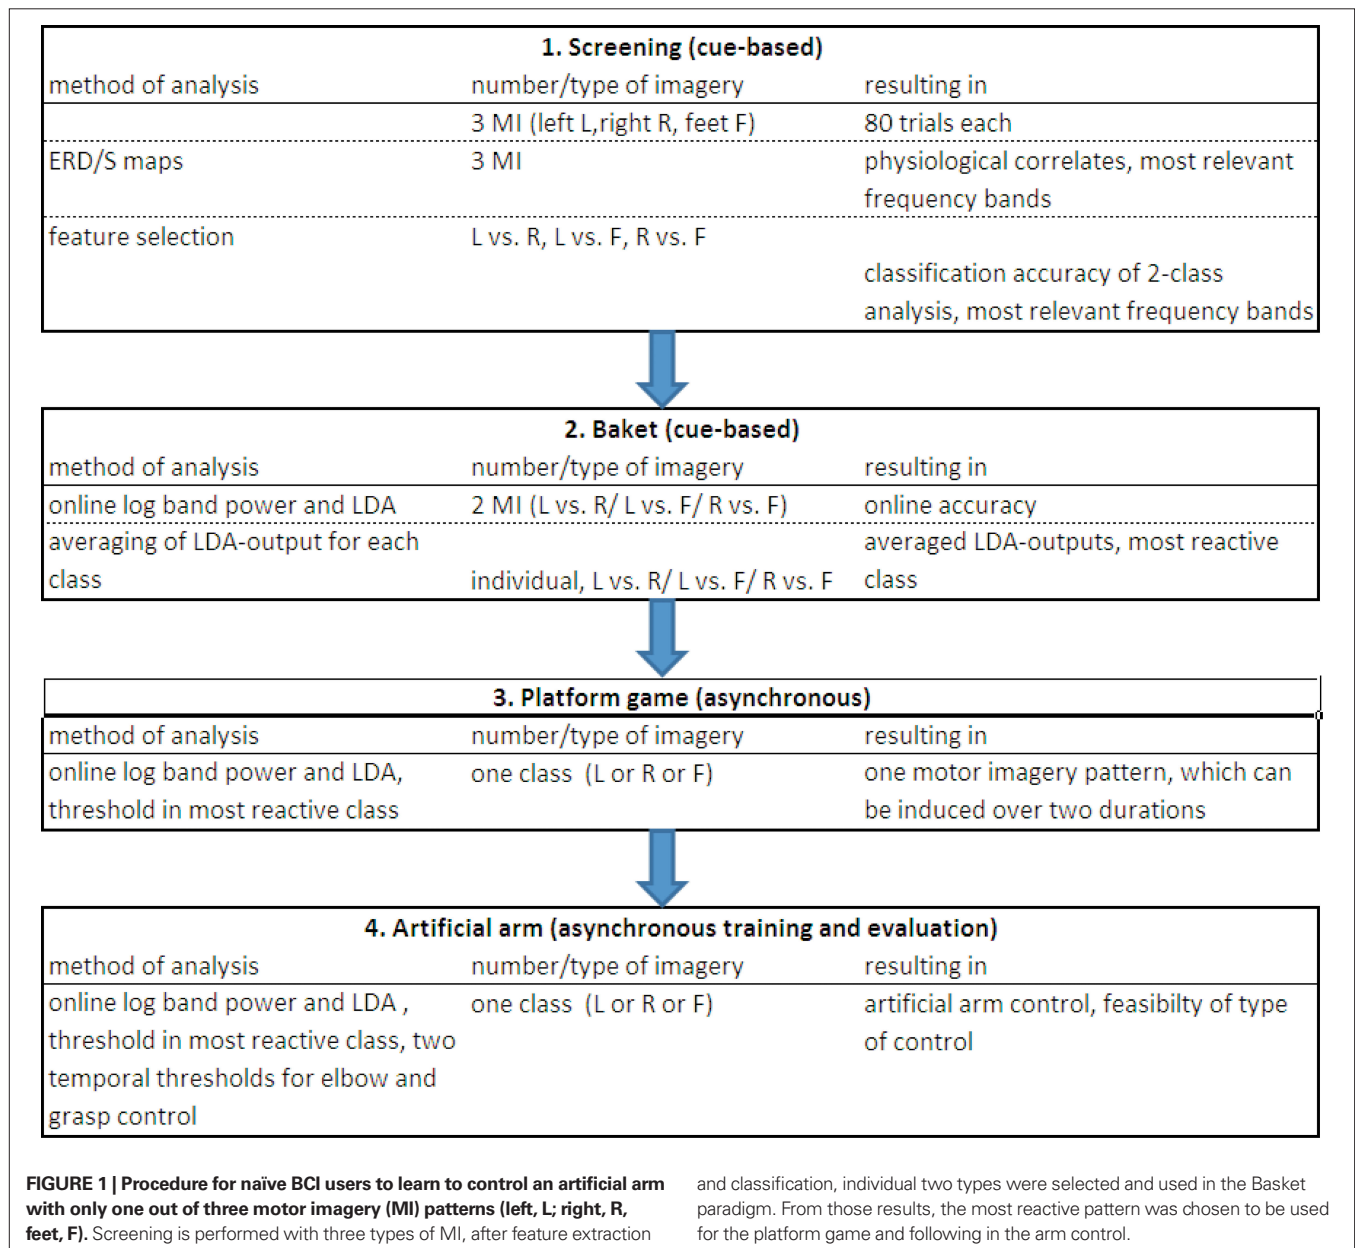 1. Screening (cue-based)
method of analysis number/type of imagery resulting in
3 MI (left L,right R, feet F) 80 trials each
ERD/S maps 3 MI physiological correlates, most relevant
frequency bands
feature selection L vs. R, L vs. F, R vs. F
classification accuracy of 2-class
analysis, most relevant frequency bands
2. Baket (cue-based)
method of analysis number/type of imagery resulting in
online log band power and LDA 2 MI (L vs. R/ L vs. F/ R vs. F) online accuracy
averaging of LDA-output for each averaged LDA-outputs, most reactive
class individual, L vs. R/ L vs. F/ R vs. F class
3. Platform game (asynchronous)
method of analysis number/type of imagery resulting in
online log band power and LDA, one class (L or R or F) one motor imagery pattern, which can
threshold in most reactive class be induced over two durations
4. Artificial arm (asynchronous training and evaluation)
method of analysis number/type of imagery resulting in
online log band power and LDA , one class (L or R or F) artificial arm control, feasibilty of type
threshold in most reactive class, two of control
temporal thresholds for elbow and
grasp control
FIGURE 1 | Procedure for naïve BCI users to learn to control an artificial arm
with only one out of three motor imagery (MI) patterns (left, L; right, R,
feet, F). Screening is performed with three types of MI, after feature extraction
and classification, individual two types were selected and used in the Basket
paradigm. From those results, the most reactive pattern was chosen to be used
for the platform game and following in the arm control.